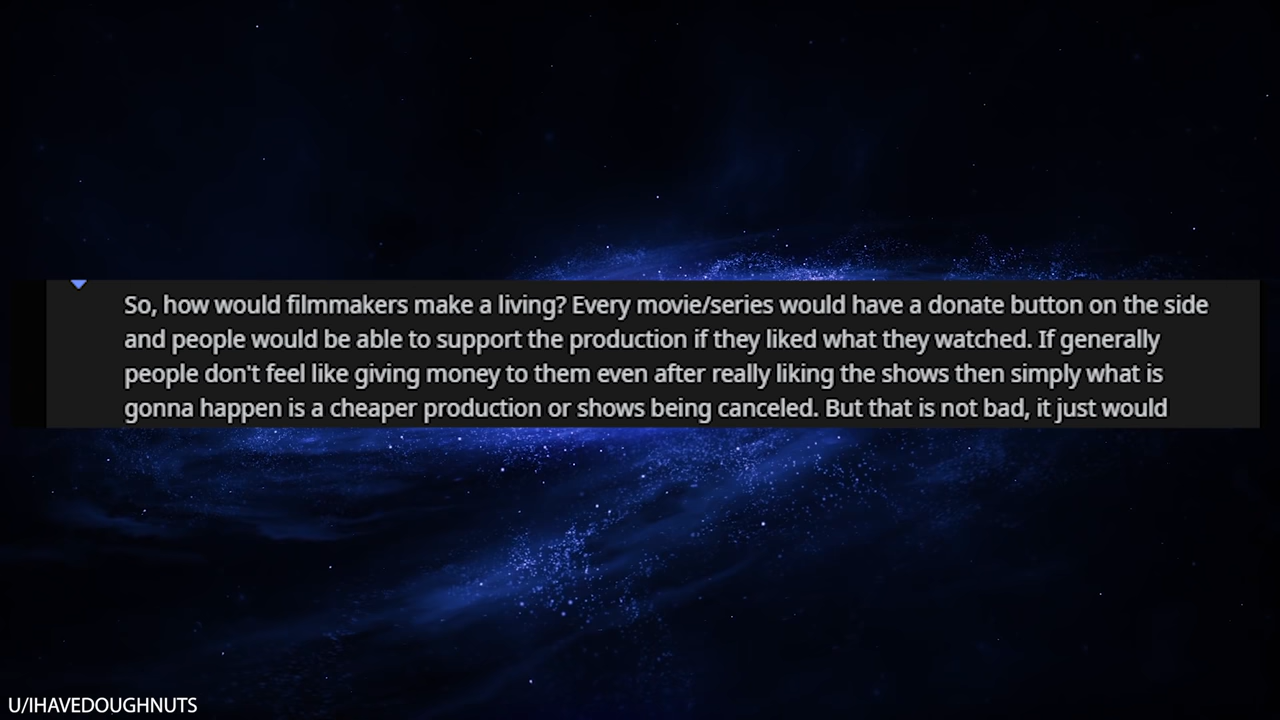 So, how would filmmakers make a living? Every movie/series would have a donate button on the side
and people would be able to support the production if they liked what they watched. If generally
people don't feel like giving money to them even after really liking the shows then simply what is
gonna happen is a cheaper production or shows being canceled. But that is not bad, it just would
U/IHAVEDOUGHNUTS